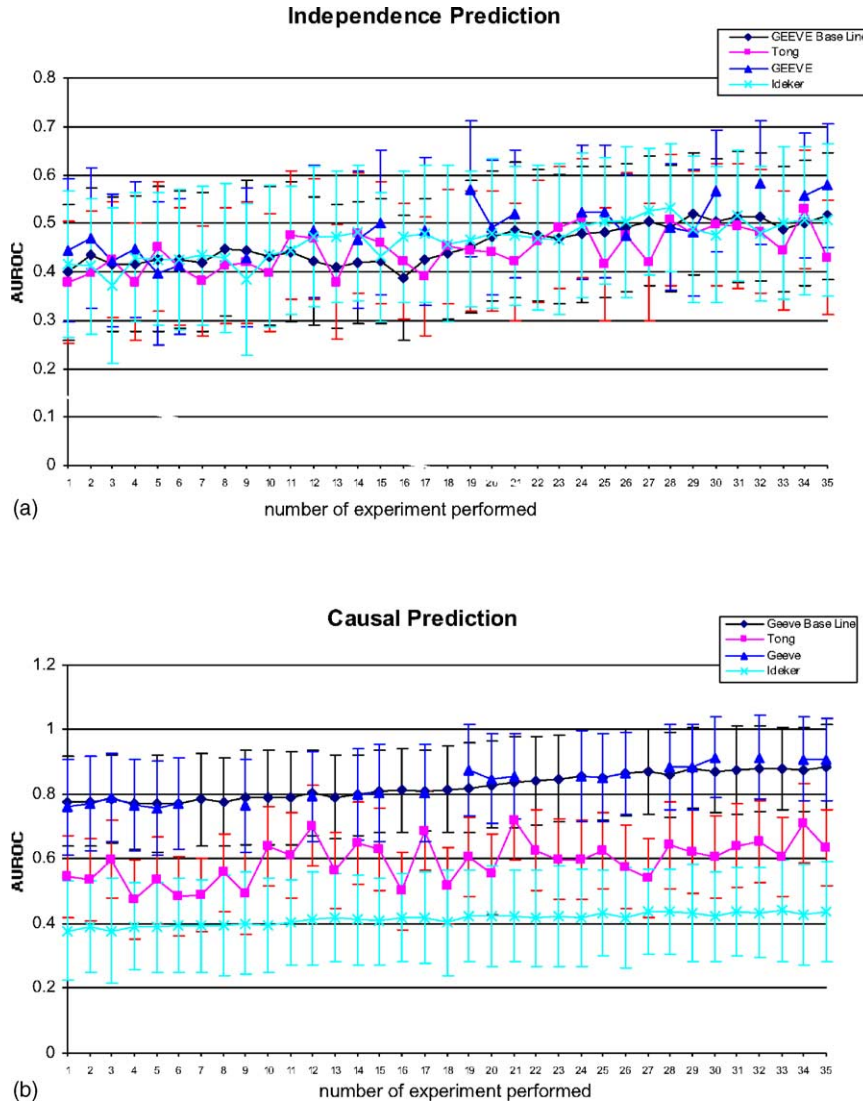 Independence Prediction
GEEVE Base Line
Tong
GEEVE
Ideker
0.8
0.7
0.6
0.5
0.4
0.3
0.2
0.1
0
AUROC
1 2 3 4 5 6 7 8 9 10 11 12 13 14 15 16 17 18 19 20 21 22 23 24 25 26 27 28 29 30 31 32 33 34 35
(a)
number of experiment performed
Causal Prediction
Geeve Base Line
Tong
Geeve
Ideker
1.2
1
0.8
0.6
0.4
0.2
0
AUROC
1 2 3 4 5 6 7 8 9 10 11 12 13 14 15 16 17 18 19 20 21 22 23 24 25 26 27 28 29 30 31 32 33 34 35
(b)
number of experiment performed